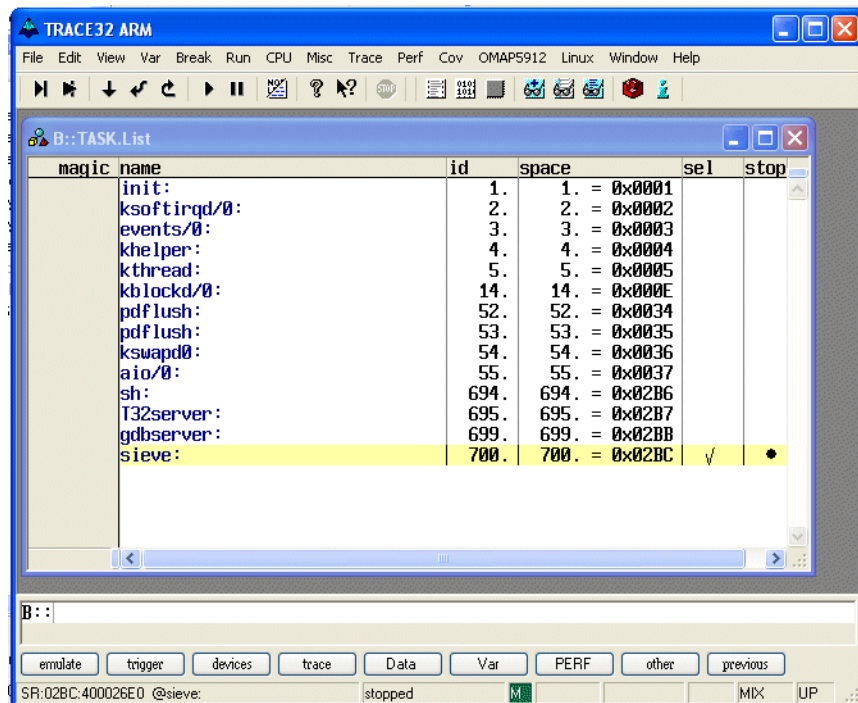 TRACE32 ARM
File Edit View Var Break Run CPU Misc Trace Perf Cov OMAP5912 Linux Window Help
B::TASK.List
magic name id space sel stop
init: 1. 1. = 0x0001
ksoftirqd/0: 2. 2. = 0x0002
events/0: 3. 3. = 0x0003
khelper: 4. 4. = 0x0004
kthread: 5. 5. = 0x0005
kblockd/0: 14. 14. = 0x000E
pdflush: 52. 52. = 0x0034
pdflush: 53. 53. = 0x0035
kswapd0: 54. 54. = 0x0036
aio/0: 55. 55. = 0x0037
sh: 694. 694. = 0x02B6
T32server: 695. 695. = 0x02B7
gdbserver: 699. 699. = 0x02BB
sieve: 700. 700. = 0x02BC √ •
B::
emulate trigger devices trace Data Var PERF other previous
SR:02BC:400026E0 @sieve: stopped M MIX UP